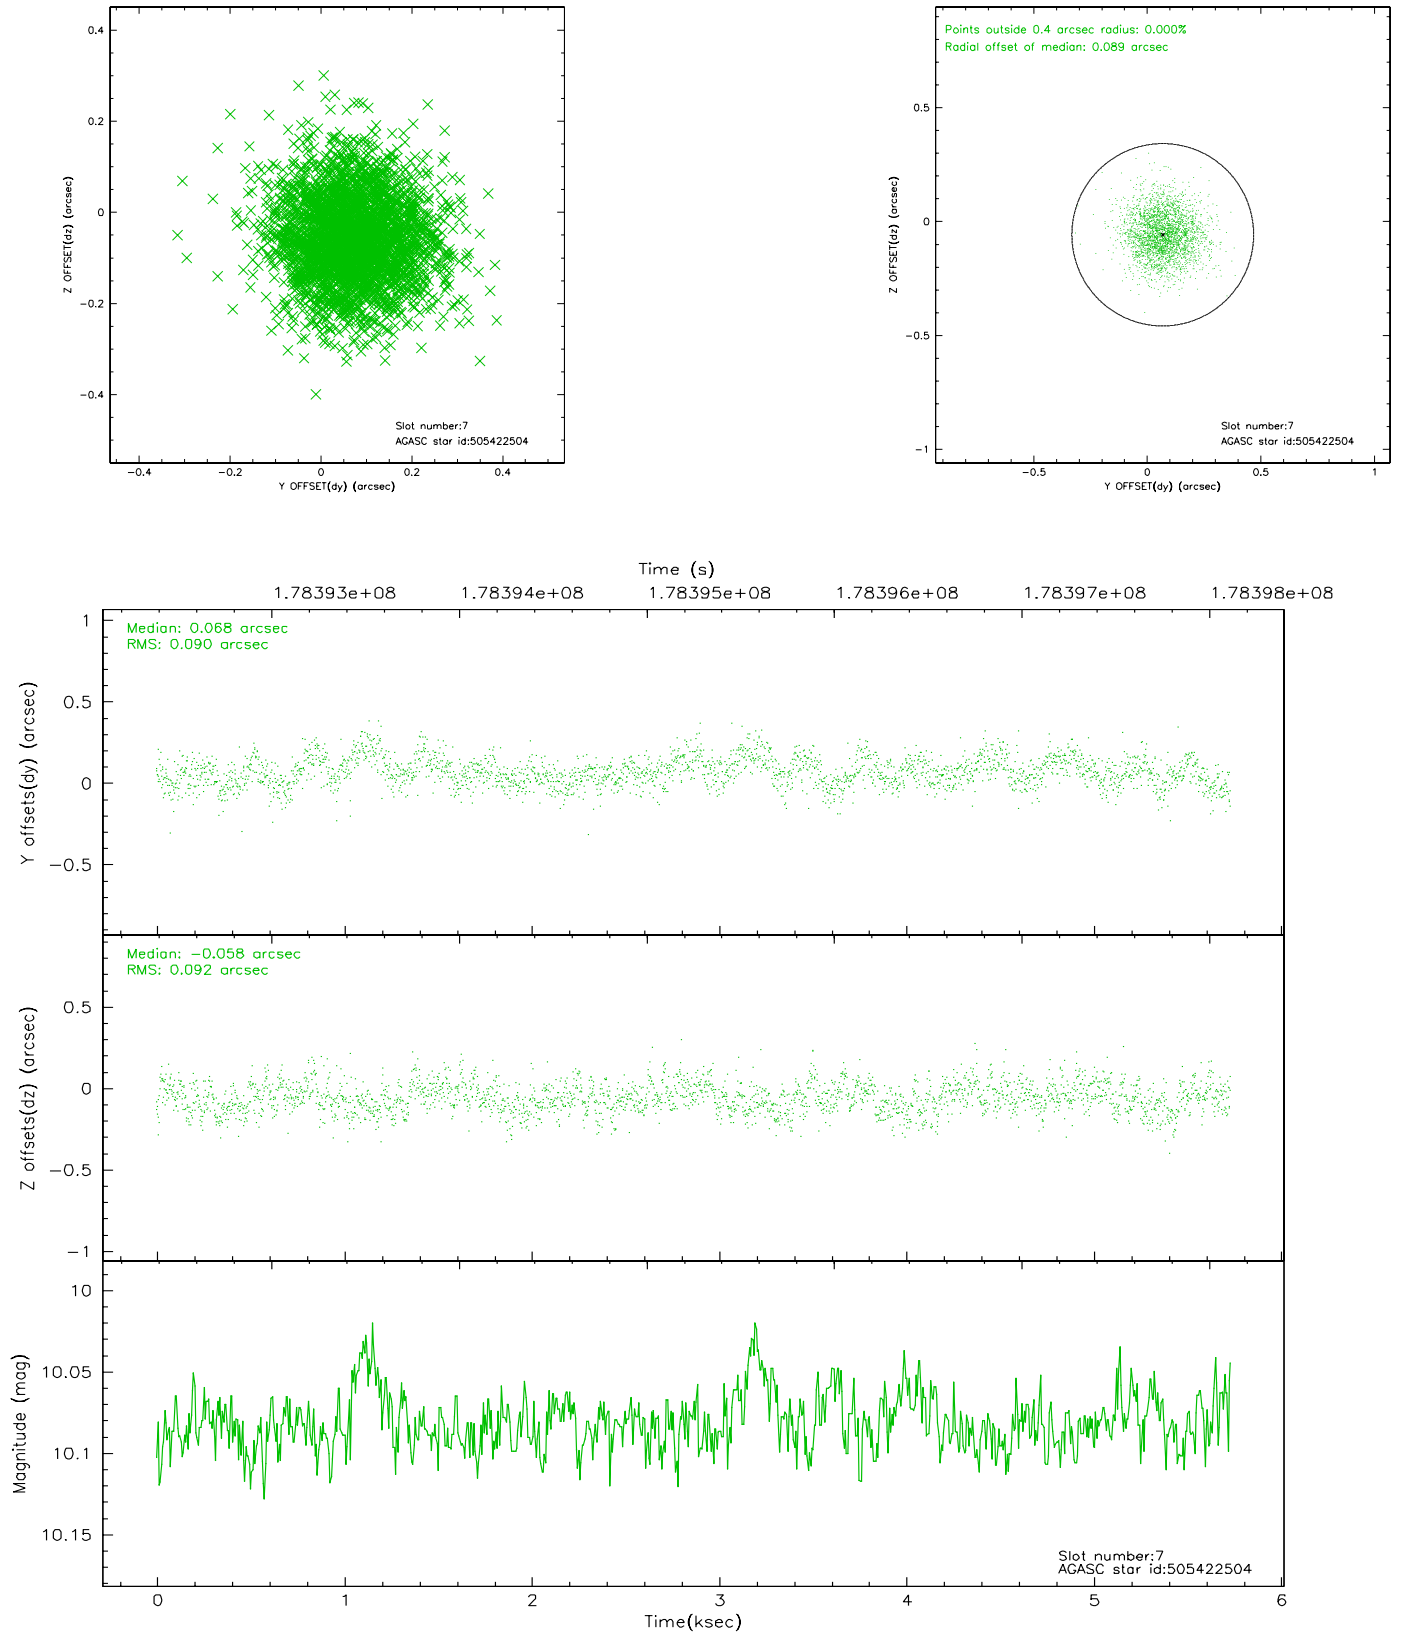 0.4
0.2
0
−0.2
−0.4
Z OFFSET(dz) (arcsec)
Slot number:7
AGASC star id:505422504
−0.4 −0.2 0 0.2 0.4
Y OFFSET(dy) (arcsec)
Points outside 0.4 arcsec radius: 0.000%
Radial offset of median: 0.089 arcsec
0.5
0
−0.5
−1
Z OFFSET(dz) (arcsec)
Slot number:7
AGASC star id:505422504
−0.5 0 0.5 1
Y OFFSET(dy) (arcsec)
Time (s)
1.78393e+08 1.78394e+08 1.78395e+08 1.78396e+08 1.78397e+08 1.78398e+08
Median: 0.068 arcsec
RMS: 0.090 arcsec
1
0.5
0
−0.5
Y offsets(dy) (arcsec)
Median: −0.058 arcsec
RMS: 0.092 arcsec
0.5
0
−0.5
−1
Z offsets(dz) (arcsec)
10
10.05
10.1
10.15
Magnitude (mag)
Slot number:7
AGASC star id:505422504
0 1 2 3 4 5 6
Time(ksec)